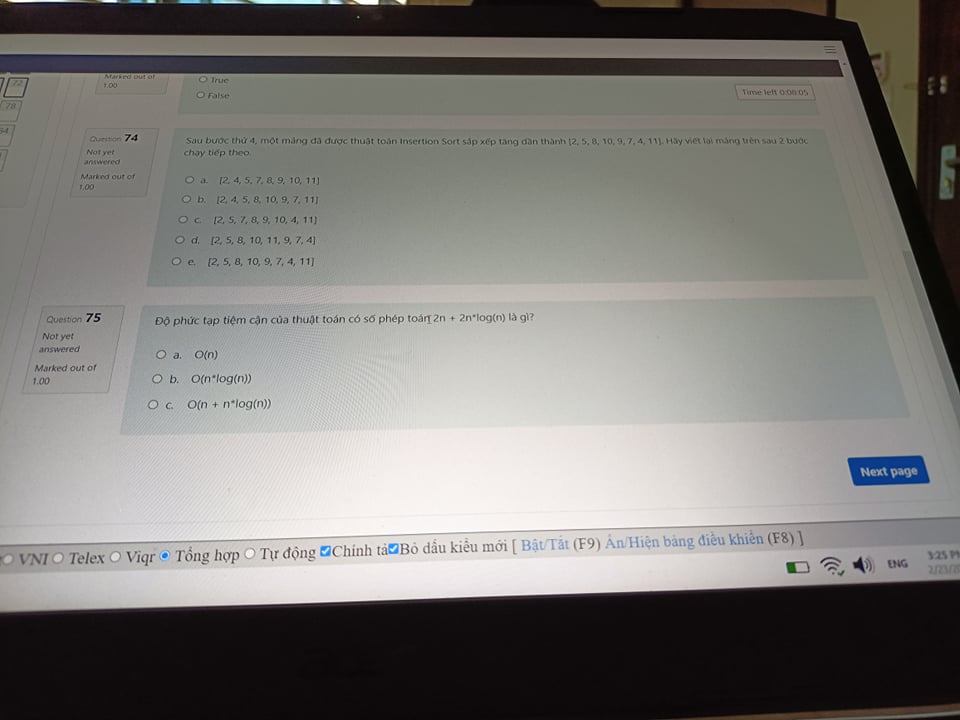 72
78
Marked out of
1.00
True
False
Time left 0:08:05
Question 74
Not yet
answered
Marked out of
1.00
Sau bước thứ 4, một mảng đã được thuật toán Insertion Sort sắp xếp tăng dần thành [2, 5, 8, 10, 9, 7, 4, 11]. Hãy viết lại mảng trên sau 2 bước
chạy tiếp theo.
a. [2, 4, 5, 7, 8, 9, 10, 11]
b. [2, 4, 5, 8, 10, 9, 7, 11]
c. [2, 5, 7, 8, 9, 10, 4, 11]
d. [2, 5, 8, 10, 11, 9, 7, 4]
e. [2, 5, 8, 10, 9, 7, 4, 11]
Question 75
Not yet
answered
Marked out of
1.00
Độ phức tạp tiệm cận của thuật toán có số phép toán 2n + 2n*log(n) là gì?
a. O(n)
b. O(n*log(n))
c. O(n + n*log(n))
Next page
VNI Telex Viqr Tổng hợp Tự động Chính tả Bỏ dấu kiểu mới [ Bật/Tắt (F9) Ẩn/Hiện bảng điều khiển (F8) ]
ENG
3:25
2/23/